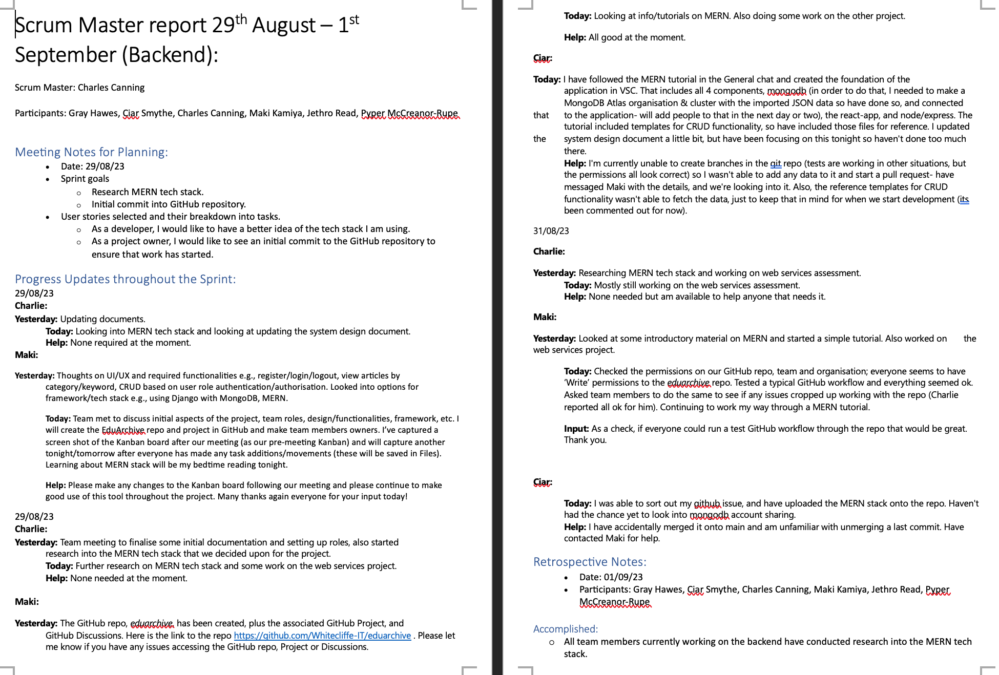 Scrum Master report 29th August – 1st
September (Backend):
Scrum Master: Charles Canning
Participants: Gray Hawes, Ciar Smythe, Charles Canning, Maki Kamiya, Jethro Read, Pyper McCreanor-Rupe
Meeting Notes for Planning:
• Date: 29/08/23
• Sprint goals
o Research MERN tech stack.
o Initial commit into GitHub repository.
• User stories selected and their breakdown into tasks.
o As a developer, I would like to have a better idea of the tech stack I am using.
o As a project owner, I would like to see an initial commit to the GitHub repository to
ensure that work has started.
Progress Updates throughout the Sprint:
29/08/23
Charlie:
Yesterday: Updating documents.
Today: Looking into MERN tech stack and looking at updating the system design document.
Help: None required at the moment.
Maki:
Yesterday: Thoughts on UI/UX and required functionalities e.g., register/login/logout, view articles by
category/keyword, CRUD based on user role authentication/authorisation. Looked into options for
framework/tech stack e.g., using Django with MongoDB, MERN.
Today: Team met to discuss initial aspects of the project, team roles, design/functionalities, framework, etc. I
will create the EduArchive repo and project in GitHub and make team members owners. I’ve captured a
screen shot of the Kanban board after our meeting (as our pre-meeting Kanban) and will capture another
tonight/tomorrow after everyone has made any task additions/movements (these will be saved in Files).
Learning about MERN stack will be my bedtime reading tonight.
Help: Please make any changes to the Kanban board following our meeting and please continue to make
good use of this tool throughout the project. Many thanks again everyone for your input today!
29/08/23
Charlie:
Yesterday: Team meeting to finalise some initial documentation and setting up roles, also started
research into the MERN tech stack that we decided upon for the project.
Today: Further research on MERN tech stack and some work on the web services project.
Help: None needed at the moment.
Maki:
Yesterday: The GitHub repo, eduarchive, has been created, plus the associated GitHub Project, and
GitHub Discussions. Here is the link to the repo https://github.com/Whitecliffe-IT/eduarchive . Please let
me know if you have any issues accessing the GitHub repo, Project or Discussions.
Today: Looking at info/tutorials on MERN. Also doing some work on the other project.
Help: All good at the moment.
Ciar:
Today: I have followed the MERN tutorial in the General chat and created the foundation of the
application in VSC. That includes all 4 components, mongodb (in order to do that, I needed to make a
MongoDB Atlas organisation & cluster with the imported JSON data so have done so, and connected
that to the application- will add people to that in the next day or two), the react-app, and node/express. The
tutorial included templates for CRUD functionality, so have included those files for reference. I updated
the system design document a little bit, but have been focusing on this tonight so haven't done too much
there.
Help: I'm currently unable to create branches in the git repo (tests are working in other situations, but
the permissions all look correct) so I wasn't able to add any data to it and start a pull request- have
messaged Maki with the details, and we're looking into it. Also, the reference templates for CRUD
functionality wasn't able to fetch the data, just to keep that in mind for when we start development (its
been commented out for now).
31/08/23
Charlie:
Yesterday: Researching MERN tech stack and working on web services assessment.
Today: Mostly still working on the web services assessment.
Help: None needed but am available to help anyone that needs it.
Maki:
Yesterday: Looked at some introductory material on MERN and started a simple tutorial. Also worked on the
web services project.
Today: Checked the permissions on our GitHub repo, team and organisation; everyone seems to have
‘Write’ permissions to the eduarchive repo. Tested a typical GitHub workflow and everything seemed ok.
Asked team members to do the same to see if any issues cropped up working with the repo (Charlie
reported all ok for him). Continuing to work my way through a MERN tutorial.
Input: As a check, if everyone could run a test GitHub workflow through the repo that would be great.
Thank you.
Ciar:
Today: I was able to sort out my github issue, and have uploaded the MERN stack onto the repo. Haven't
had the chance yet to look into mongodb account sharing.
Help: I have accidentally merged it onto main and am unfamiliar with unmerging a last commit. Have
contacted Maki for help.
Retrospective Notes:
• Date: 01/09/23
• Participants: Gray Hawes, Ciar Smythe, Charles Canning, Maki Kamiya, Jethro Read, Pyper
McCreanor-Rupe
Accomplished:
o All team members currently working on the backend have conducted research into the MERN tech
stack.